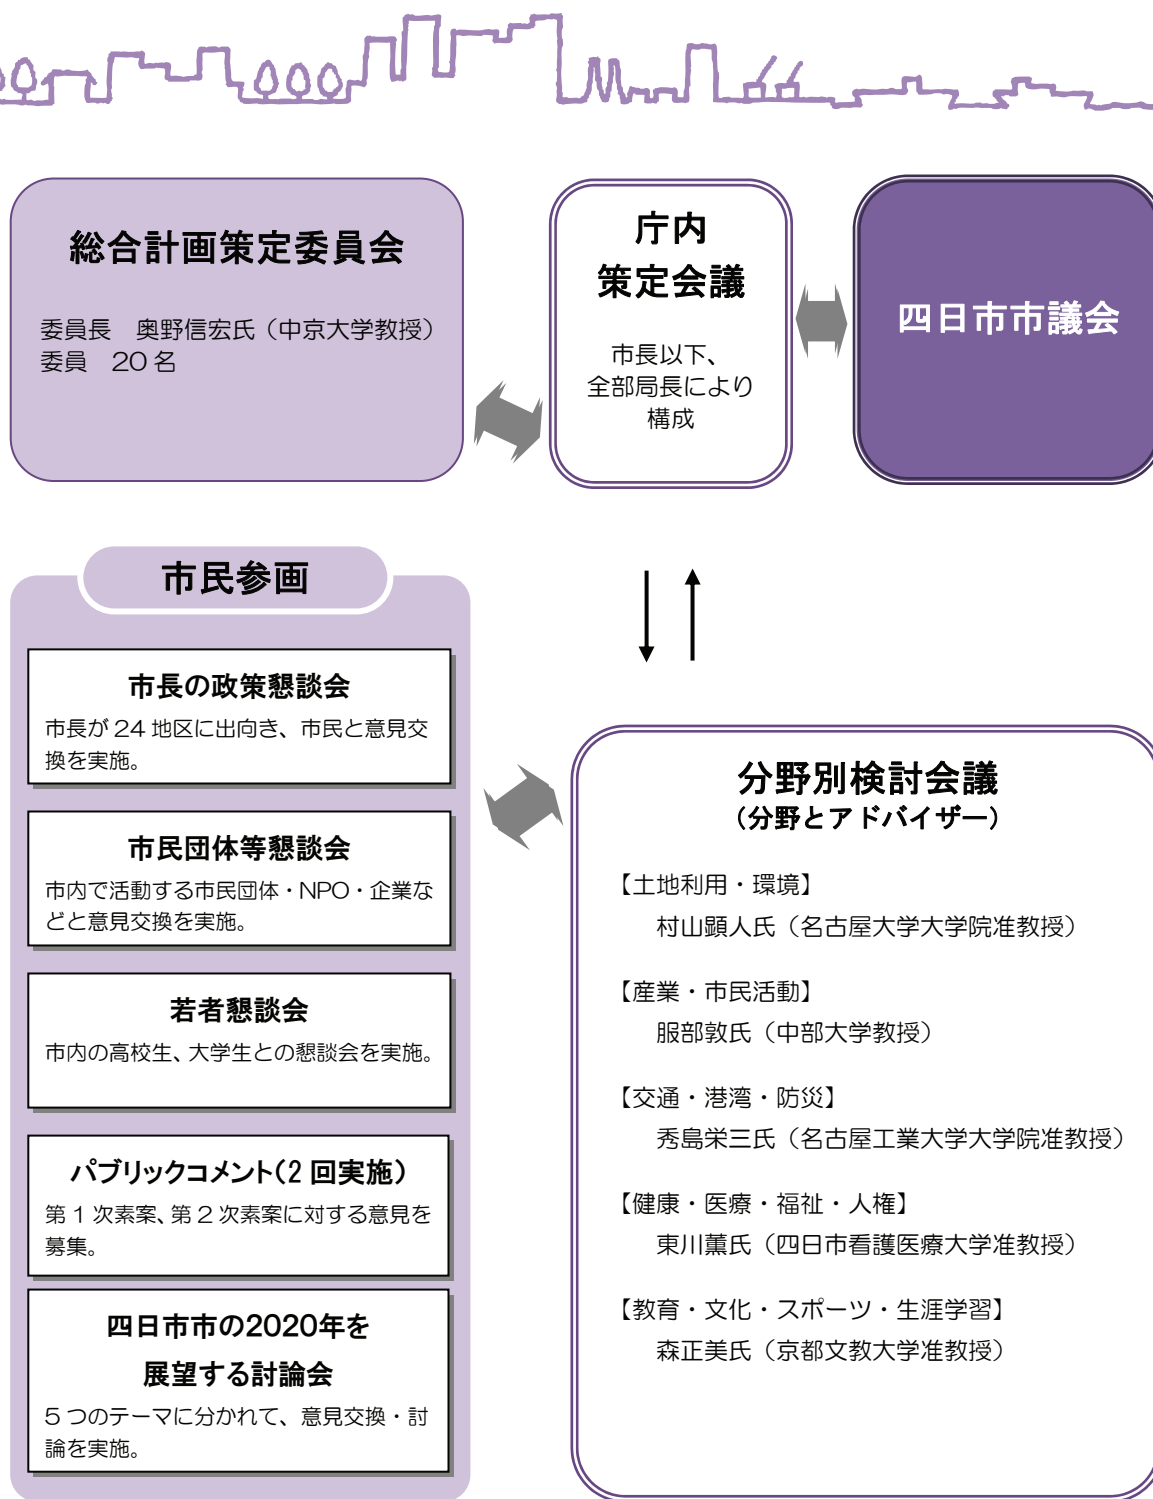 総合計画策定委員会
委員長　奥野信宏氏（中京大学教授）
委員　20 名
庁内
策定会議
市長以下、
全部局長により
構成
四日市市議会
市民参画
市長の政策懇談会
市長が 24 地区に出向き、市民と意見交
換を実施。
市民団体等懇談会
市内で活動する市民団体・NPO・企業な
どと意見交換を実施。
若者懇談会
市内の高校生、大学生との懇談会を実施。
パブリックコメント（2 回実施）
第 1 次素案、第 2 次素案に対する意見を
募集。
四日市市の2020年を
展望する討論会
5 つのテーマに分かれて、意見交換・討
論を実施。
分野別検討会議
（分野とアドバイザー）
【土地利用・環境】
村山顕人氏（名古屋大学大学院准教授）
【産業・市民活動】
服部敦氏（中部大学教授）
【交通・港湾・防災】
秀島栄三氏（名古屋工業大学大学院准教授）
【健康・医療・福祉・人権】
東川薫氏（四日市看護医療大学准教授）
【教育・文化・スポーツ・生涯学習】
森正美氏（京都文教大学准教授）